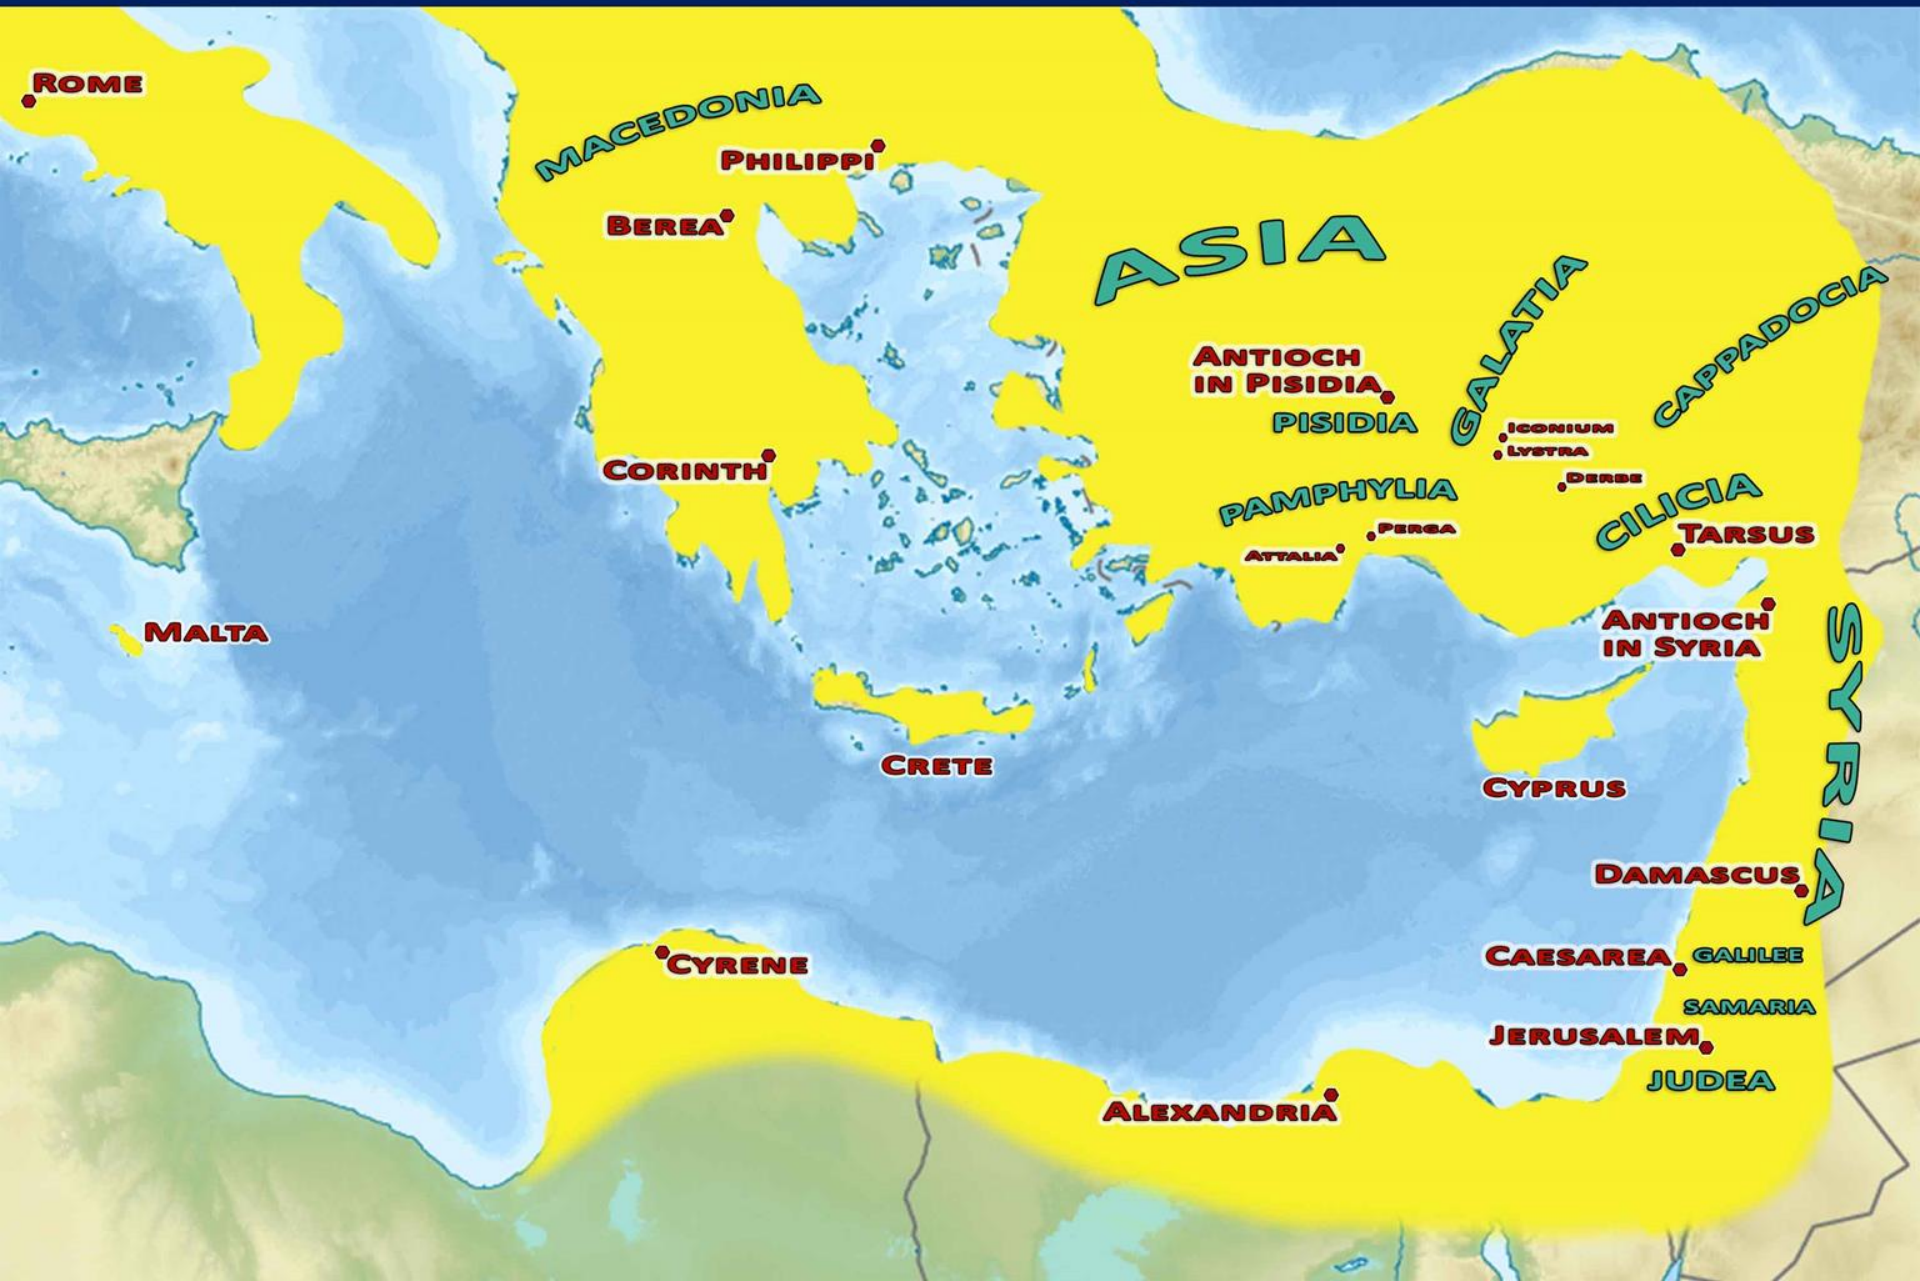 ROME
MACEDONIA
PHILIPPI
BEREA
ASIA
GALATIA
CAPPADOCIA
ANTIOCH
IN PISIDIA
PISIDIA
ICONIUM
LYSTRA
DERBE
CORINTH
PAMPHYLIA
CILICIA
PERGA
TARSUS
ATTALIA
ANTIOCH
IN SYRIA
SYRIA
MALTA
CRETE
CYPRUS
DAMASCUS
CAESAREA
GALILEE
CYRENE
SAMARIA
JERUSALEM
JUDEA
ALEXANDRIA